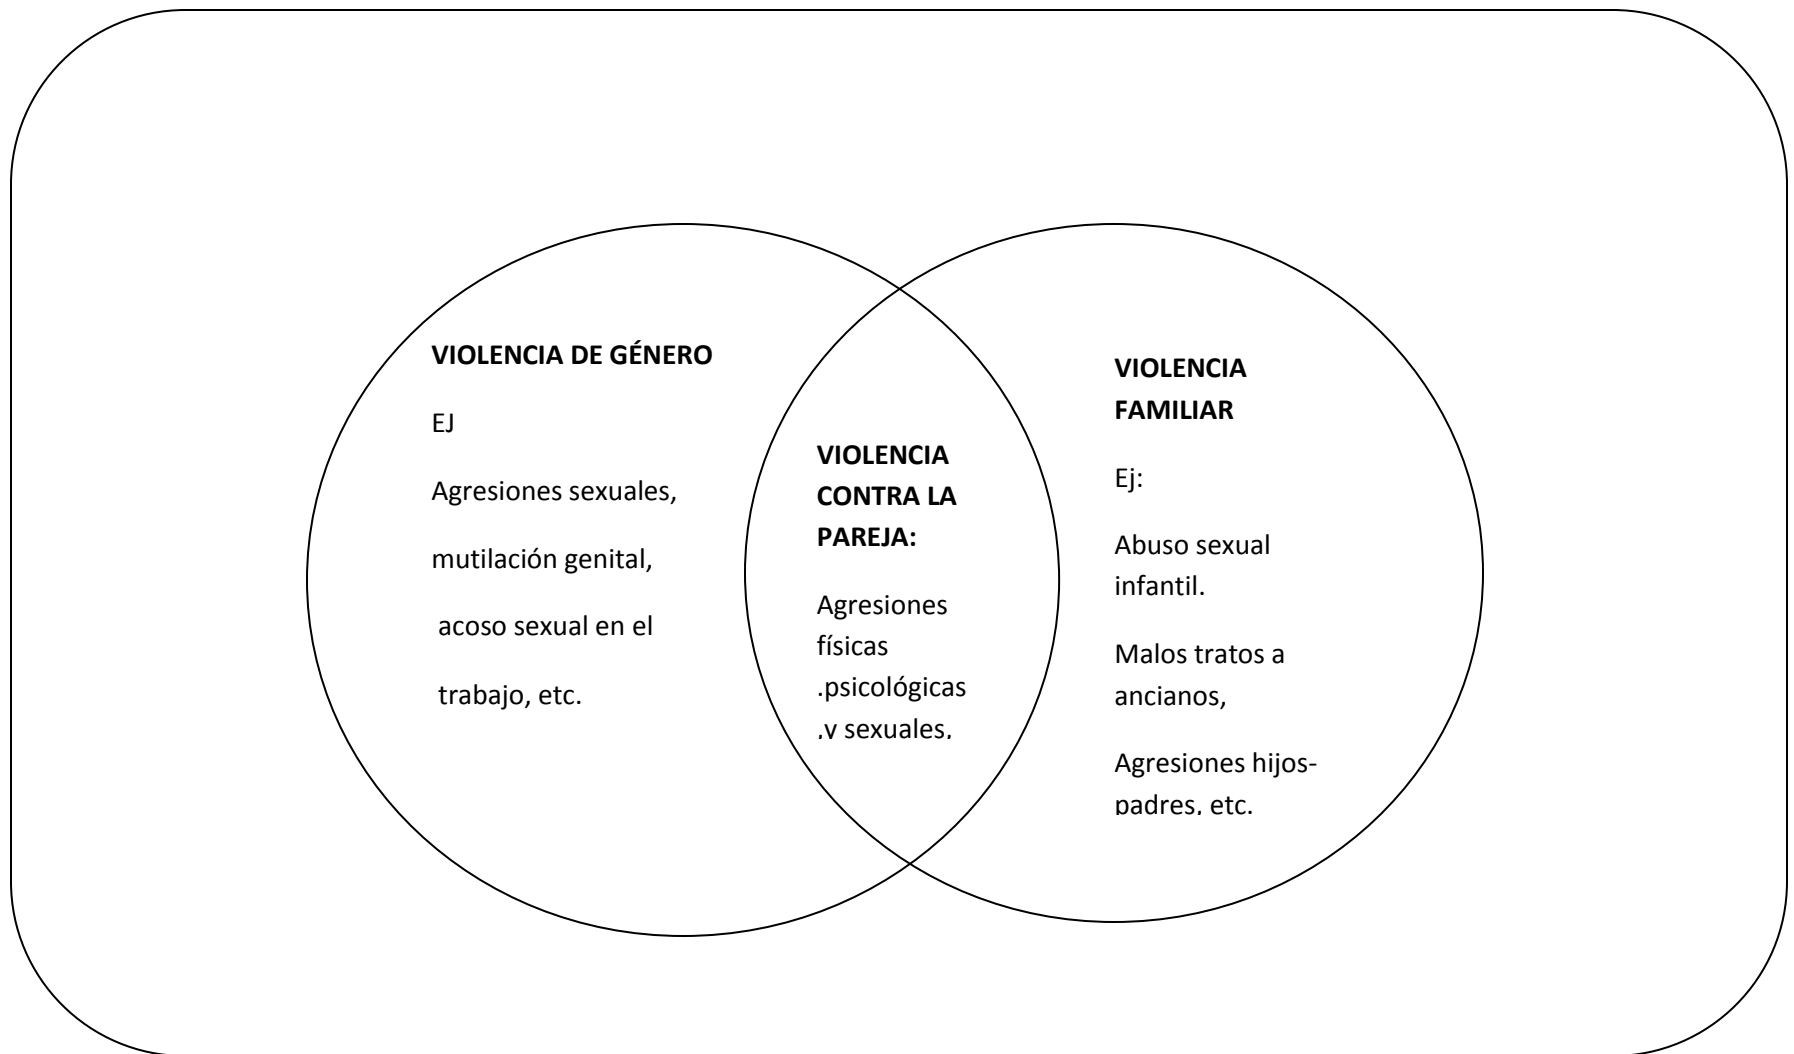 VIOLENCIA DE GÉNERO
EJ
Agresiones sexuales,
mutilación genital,
acoso sexual en el
trabajo, etc.
VIOLENCIA
CONTRA LA
PAREJA:
Agresiones
físicas
.psicológicas
.y sexuales.
VIOLENCIA
FAMILIAR
Ej:
Abuso sexual
infantil.
Malos tratos a
ancianos,
Agresiones hijos-
padres, etc.